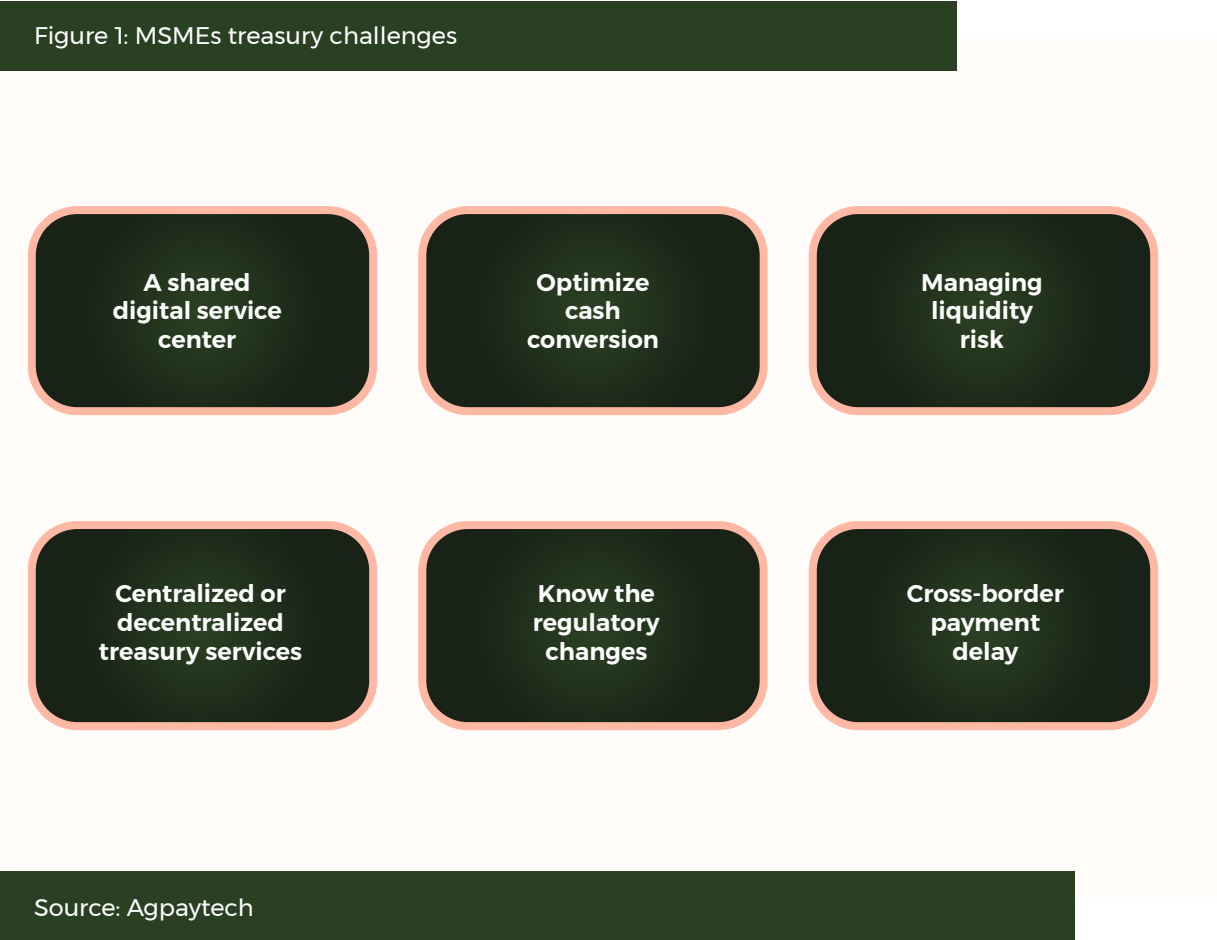 Figure 1: MSMEs treasury challenges
A shared
digital service
center
Optimize
cash
conversion
Managing
liquidity
risk
Centralized or
decentralized
treasury services
Know the
regulatory
changes
Cross-border
payment
delay
Source: Agpaytech